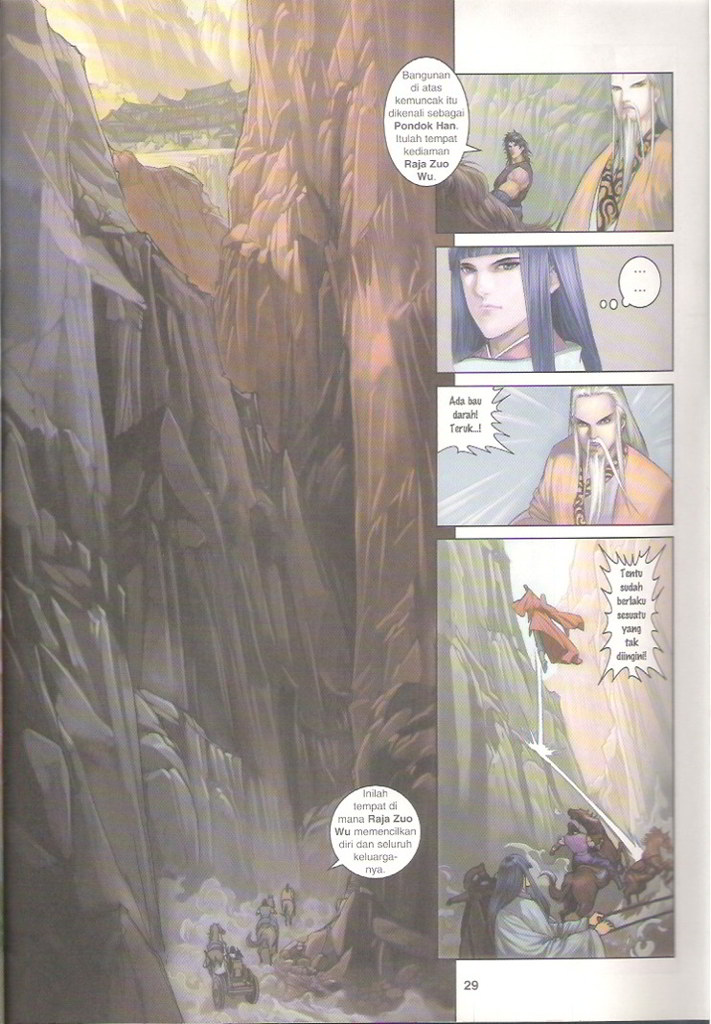 Bangunan
di atas
kemuncak itu
dikenali sebagai
Pondok Han.
Itulah tempat
kediaman
Raja Zuo
Wu.
...
...
Ada bau
darah!
Teruk..!
Tentu
sudah
berlaku
sesuatu
yang
tak
diingini!
Inilah
tempat di
mana Raja Zuo
Wu memencilkan
diri dan seluruh
keluarga-
nya.
29